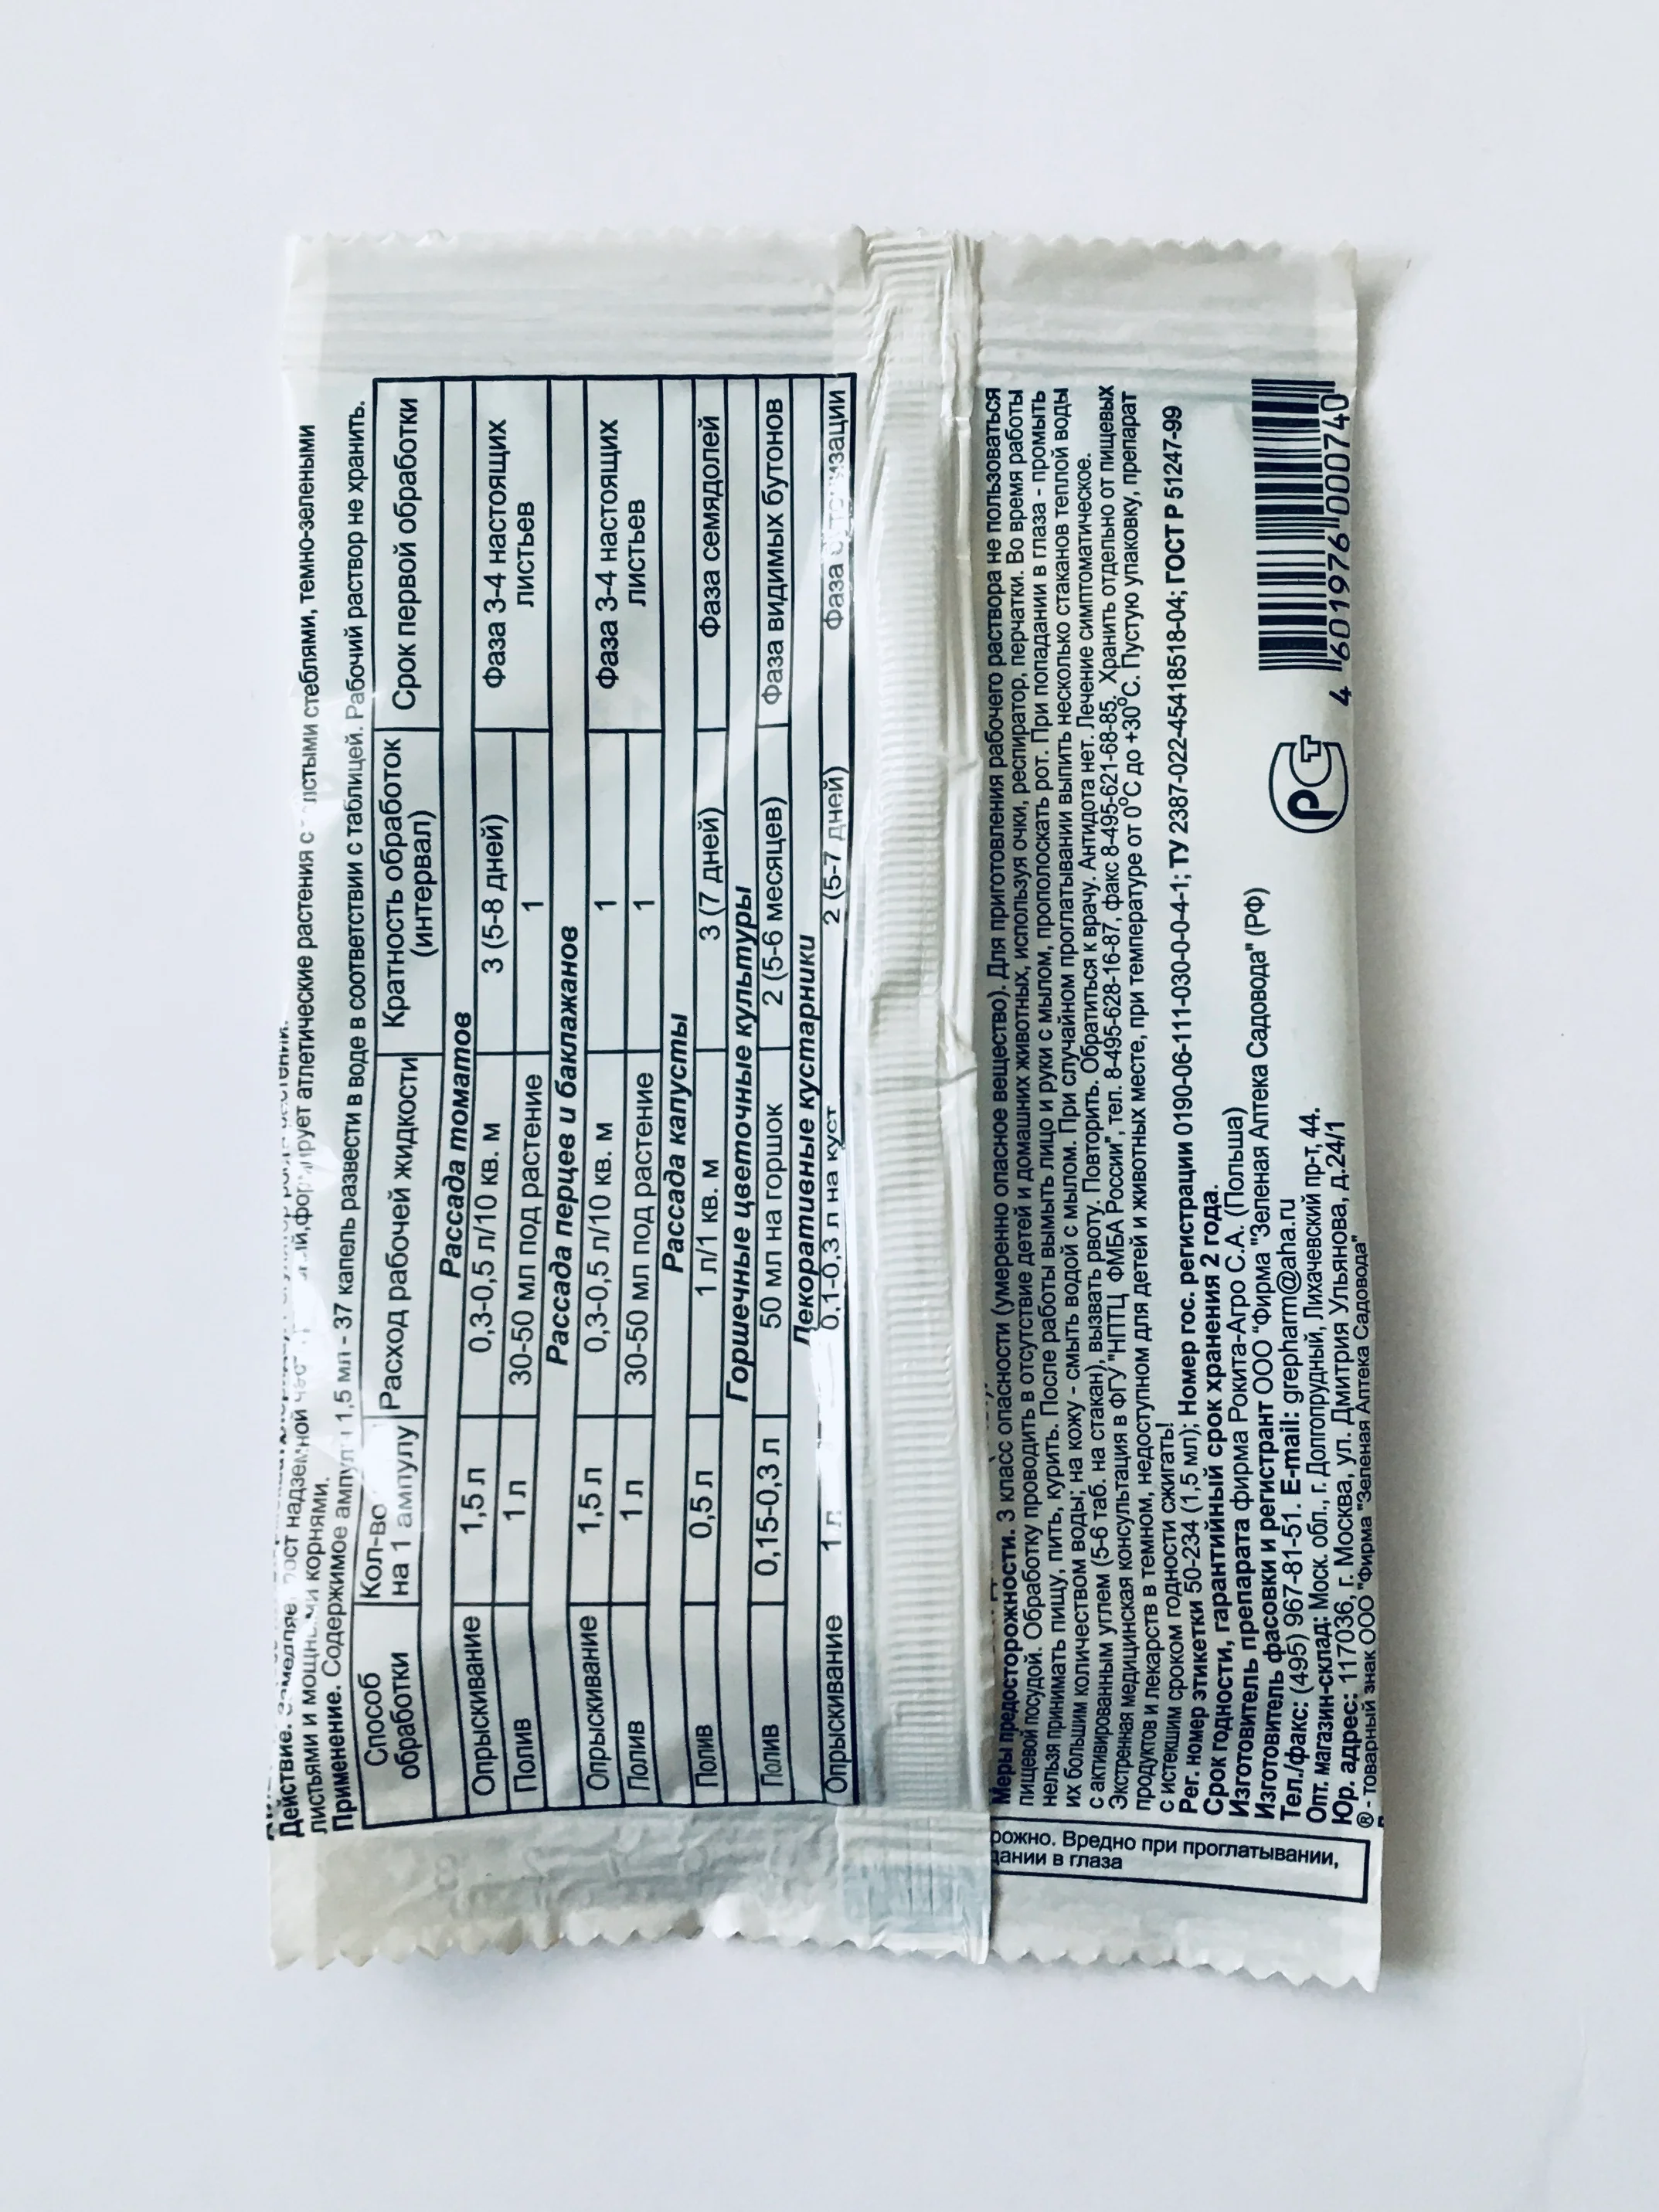 Действие. рост надземной
стыми стеблями, темно-зелеными
листьями и мощными корнями.
Применение. Содержимое ампулы 1,5 мл - 37 капель развести в воде в соответствии с таблицей. Рабочий раствор не хранить.
Способ обработки Кол-во на 1 ампулу Расход рабочей жидкости Кратность обработок (интервал) Срок первой обработки
Рассада томатов
Опрыскивание 1,5 л 0,3-0,5 л/10 кв. м 3 (5-8 дней) Фаза 3-4 настоящих листьев
Полив 1 л 30-50 мл под растение 1
Рассада перцев и баклажанов
Опрыскивание 1,5 л 0,3-0,5 л/10 кв. м 1 Фаза 3-4 настоящих листьев
Полив 1 л 30-50 мл под растение 1
Рассада капусты
Полив 0,5 л 1 л/1 кв. м 3 (7 дней) Фаза семядолей
Горшечные цветочные культуры
Полив 0,15-0,3 л 50 мл на горшок 2 (5-6 месяцев) Фаза видимых бутонов
Декоративные кустарники
Опрыскивание 1 л 0,1-0,3 л на куст 2 (5-7 дней) Фаза бутонизации
Меры предосторожности. 3 класс опасности (умеренно опасное вещество). Для приготовления рабочего раствора не пользоваться
пищевой посудой. Обработку проводить в отсутствие детей и домашних животных, используя очки, респиратор, перчатки. Во время работы
нельзя принимать пищу, пить, курить. После работы вымыть лицо и руки с мылом, прополоскать рот. При попадании в глаза - промыть
их большим количеством воды; на кожу - смыть водой с мылом. При случайном проглатывании выпить несколько стаканов теплой воды
с активированным углем (5-6 таб. на стакан), вызвать рвоту. Повторить. Обратиться к врачу. Антидота нет. Лечение симптоматическое.
Экстренная медицинская консультация в ФГУ "НПТЦ ФМБА России", тел. 8-495-628-16-87, факс 8-495-621-68-85. Хранить отдельно от пищевых
продуктов и лекарств в темном, недоступном для детей и животных месте, при температуре от 0°С до +30°С. Пустую упаковку, препарат
с истекшим сроком годности сжигать!
Рег. номер этикетки 50-234 (1,5 мл); Номер гос. регистрации 0190-06-111-030-0-0-4-1; ТУ 2387-022-45418518-04; ГОСТ Р 51247-99
Срок годности, гарантийный срок хранения 2 года.
Изготовитель препарата фирма Рокита-Агро С.А. (Польша)
Изготовитель фасовки и регистрант ООО "Фирма "Зеленая Аптека Садовода" (РФ)
Тел./факс: (495) 967-81-51. E-mail: grepharm@aha.ru
Опт. магазин-склад: Моск. обл., г. Долгопрудный, Лихачевский пр-т, 44.
Юр. адрес: 117036, г. Москва, ул. Дмитрия Ульянова, д.24/1
® - товарный знак ООО "Фирма "Зеленая Аптека Садовода"
РСТ
4 601976 000740
рожно. Вредно при проглатывании,
дании в глаза